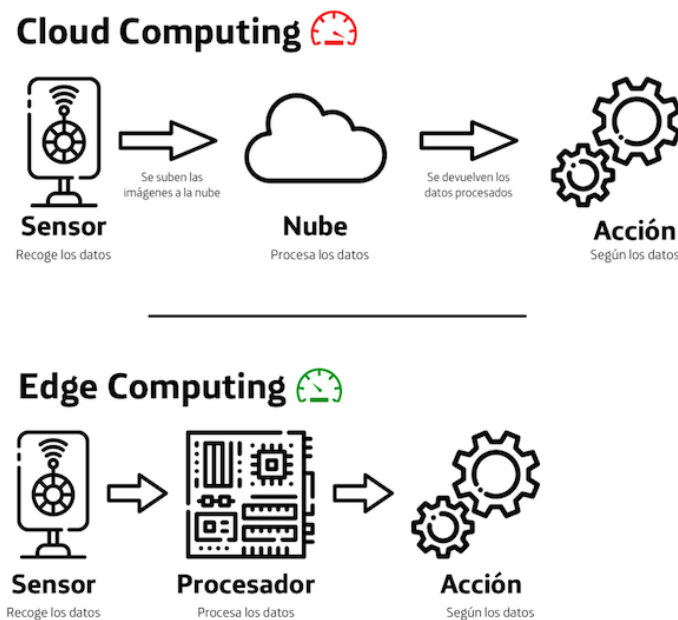 Cloud Computing
Se suben las
imágenes a la nube
Se devuelven los
datos procesados
Sensor
Recoge los datos
Nube
Procesa los datos
Acción
Según los datos
Edge Computing
Sensor
Recoge los datos
Procesador
Procesa los datos
Acción
Según los datos